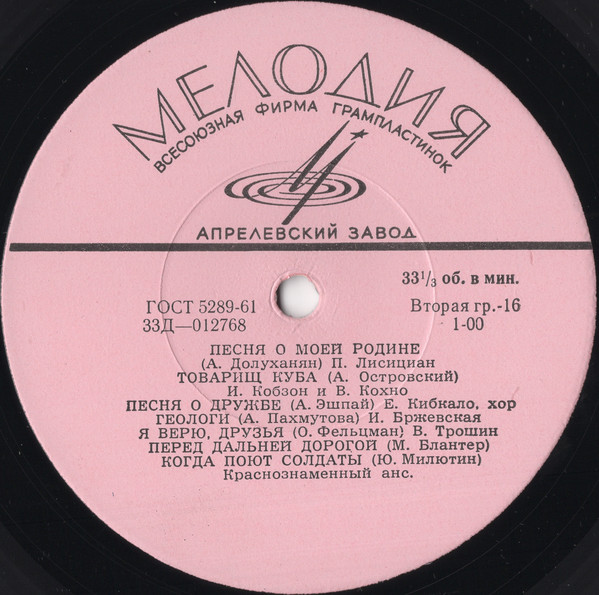 МЕЛОДИЯ
ВСЕСОЮЗНАЯ ФИРМА ГРАМПЛАСТИНОК
АПРЕЛЕВСКИЙ ЗАВОД
33⅓ об. в мин.
ГОСТ 5289-61
Вторая гр.-16
33Д—012768
1-00
ПЕСНЯ О МОЕЙ РОДИНЕ
(А. Долуханян) П. Лисициан
ТОВАРИЩ КУБА (А. Островский)
И. Кобзон и В. Кохно
ПЕСНЯ О ДРУЖБЕ (А. Эшпай) Е. Кибкало, хор
ГЕОЛОГИ (А. Пахмутова) И. Бржевская
Я ВЕРЮ, ДРУЗЬЯ (О. Фельцман) В. Трошин
ПЕРЕД ДАЛЬНЕЙ ДОРОГОЙ (М. Блантер)
КОГДА ПОЮТ СОЛДАТЫ (Ю. Милютин)
Краснознаменный анс.